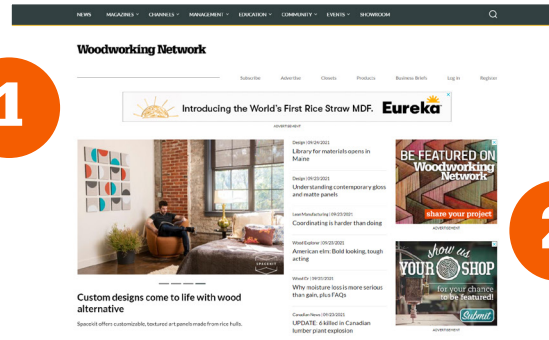 NEWS MAGAZINES CHANNELS MANAGEMENT EDUCATION COMMUNITY EVENTS SHOWROOM
Woodworking Network
Subscribe Advertise Closets Products Business Briefs Log In Register
1
Introducing the World's First Rice Straw MDF. Eureka
ADVERTISEMENT
Design | 09/24/2021
Library for materials opens in
Maine
Design | 09/23/2021
Understanding contemporary gloss
and matte panels
Lean Manufacturing | 09/23/2021
Coordinating is harder than doing
Wood Explorer | 09/23/2021
American elm: Bold looking, tough
acting
Wood Dr. | 09/23/2021
Why moisture loss is more serious
than gain, plus FAQs
Canadian News | 09/23/2021
UPDATE: 6 killed in Canadian
lumber plant explosion
SPACEKIT
Custom designs come to life with wood
alternative
Spacekit offers customizable, textured art panels made from rice hulls.
BE FEATURED ON
Woodworking
Network
share your project
ADVERTISEMENT
2
show us
YOUR SHOP
for your chance
to be featured!
Submit
ADVERTISEMENT